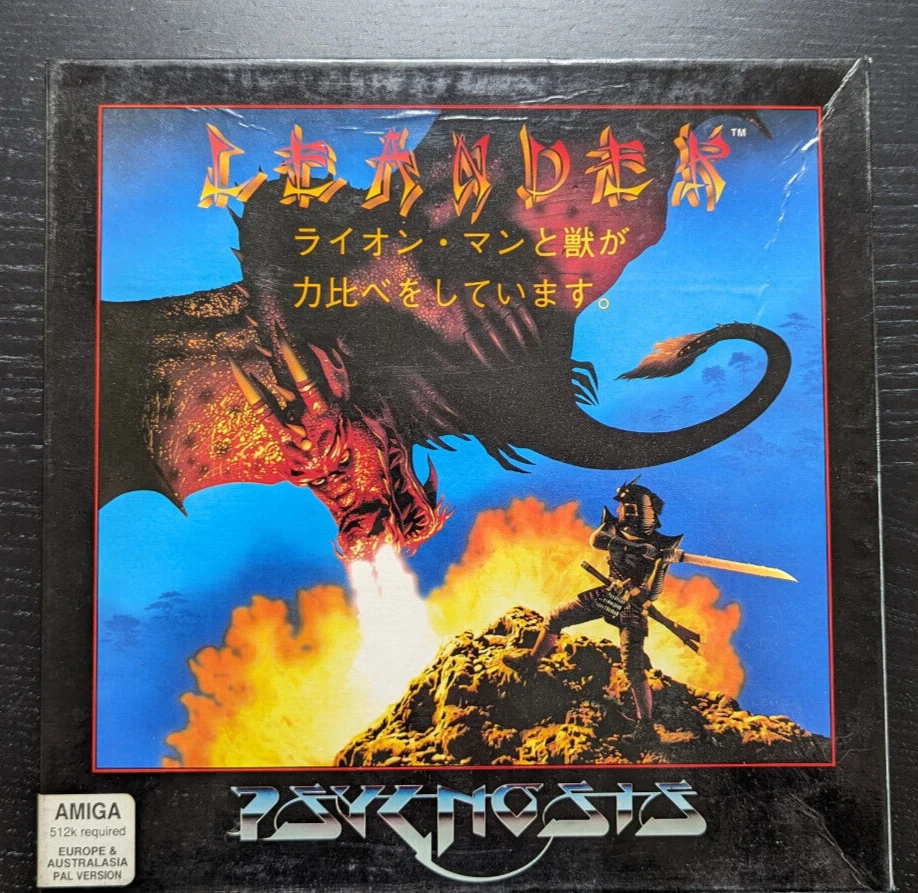 LEANDER™
ライオン・マンと獣が
力比べをしています。
PSYGNOSIS
AMIGA
512k required
EUROPE &
AUSTRALASIA
PAL VERSION